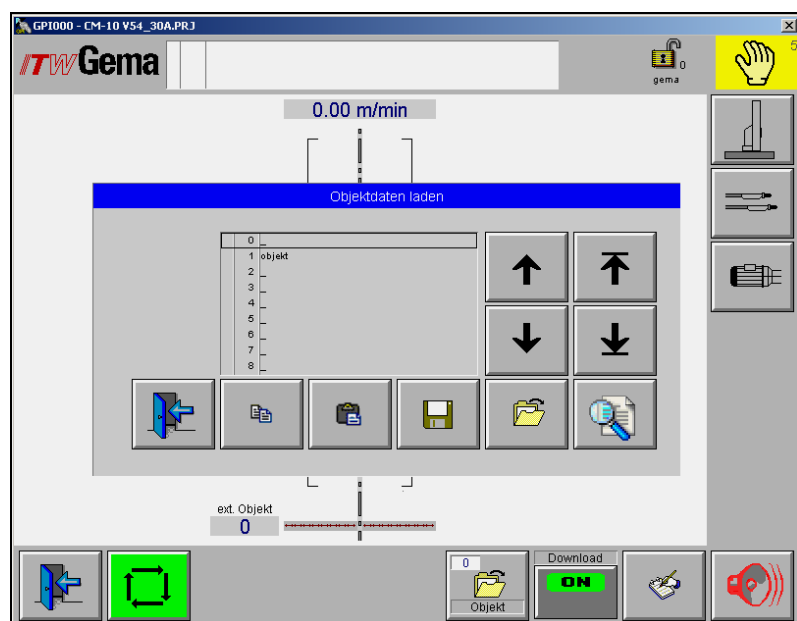 GPI000 - CM-10 V54_30A.PRJ
ITW Gema
0
gema
5
0.00 m/min
Objektdaten laden
0 _
1 objekt
2 _
3 _
4 _
5 _
6 _
7 _
8 _
ext. Objekt
0
0
Objekt
Download
ON